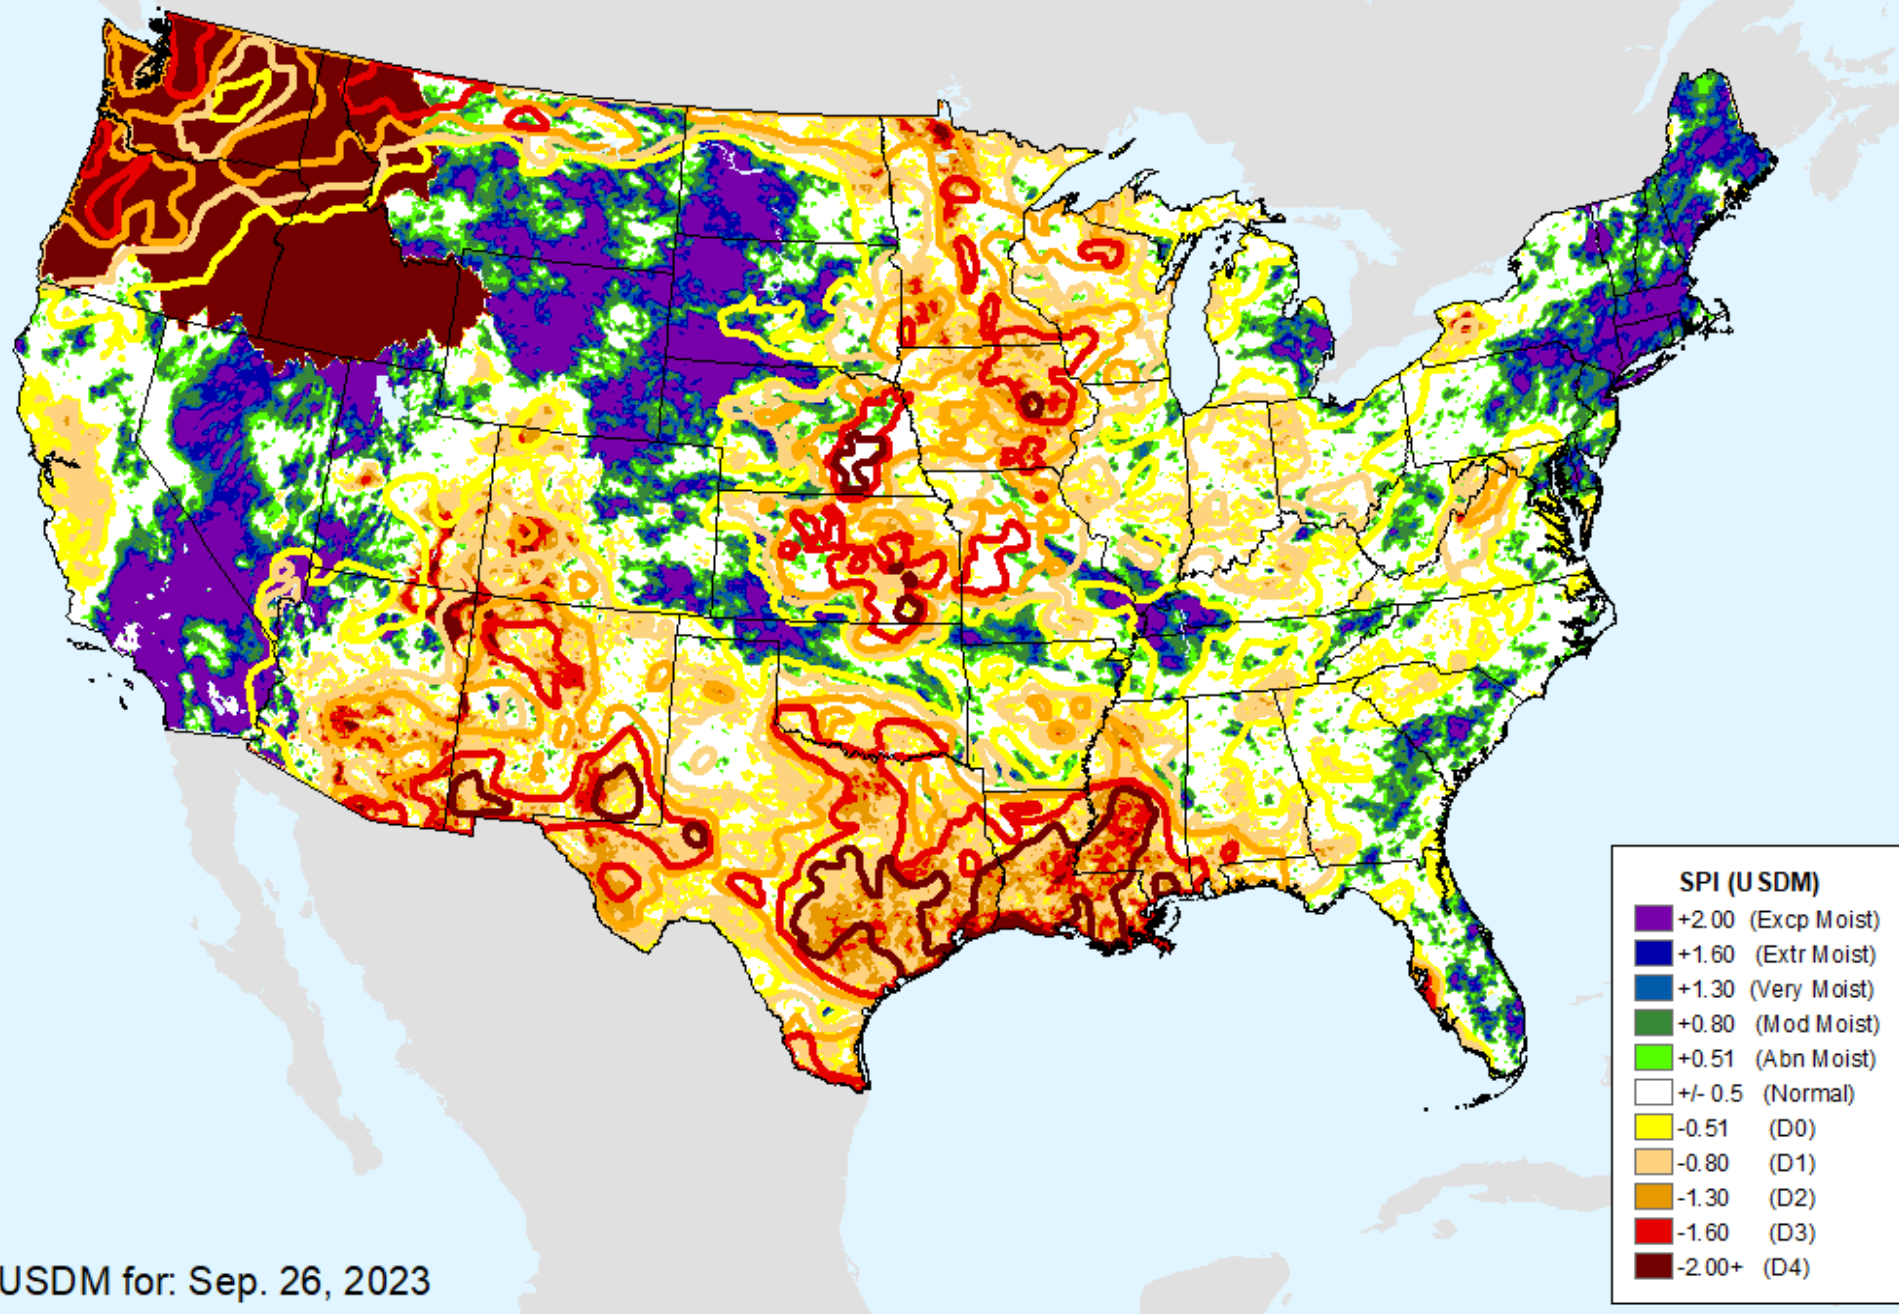 SPI (USDM)
+2.00 (Excp Moist)
+1.60 (Extr Moist)
+1.30 (Very Moist)
+0.80 (Mod Moist)
+0.51 (Abn Moist)
+/- 0.5 (Normal)
-0.51 (D0)
-0.80 (D1)
-1.30 (D2)
-1.60 (D3)
-2.00+ (D4)
USDM for: Sep. 26, 2023